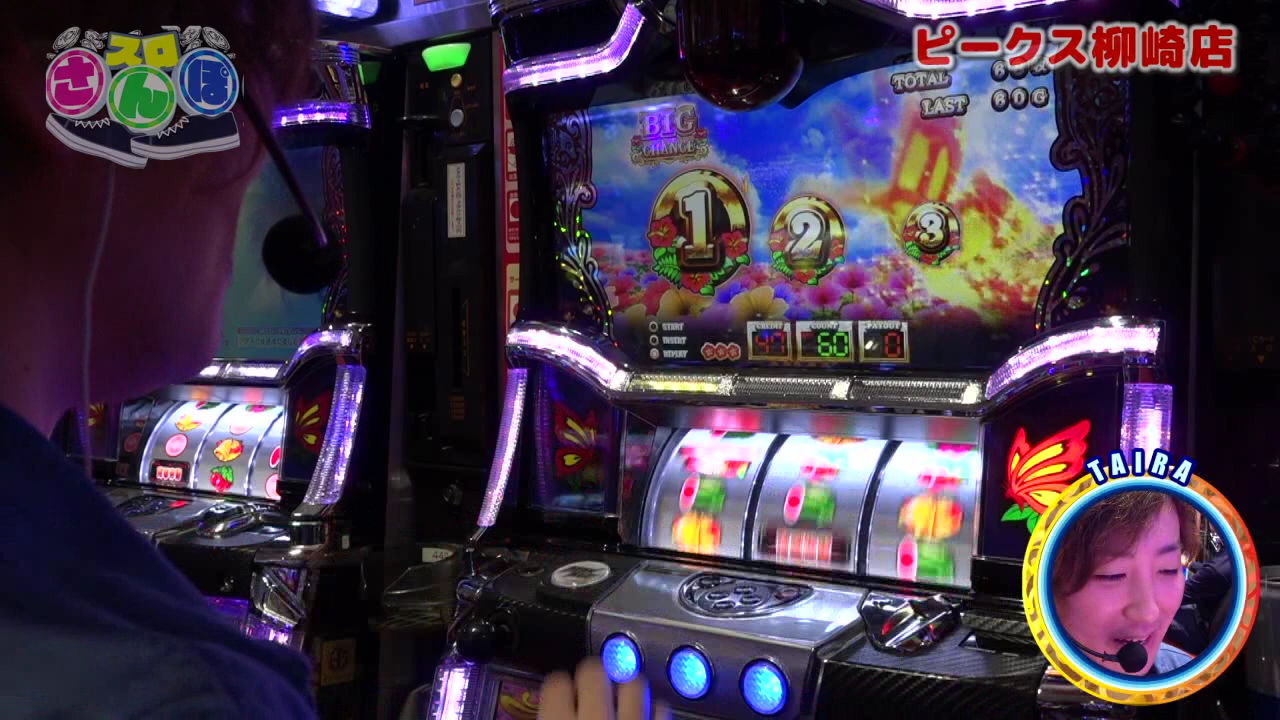 スロ
さんぽ
ピークス柳崎店
TOTAL
LAST 60G
BIG
CHANCE
1 2 3
START
INSERT
REPLAY
CREDIT COUNT PAYOUT
47 60 0
TAIRA